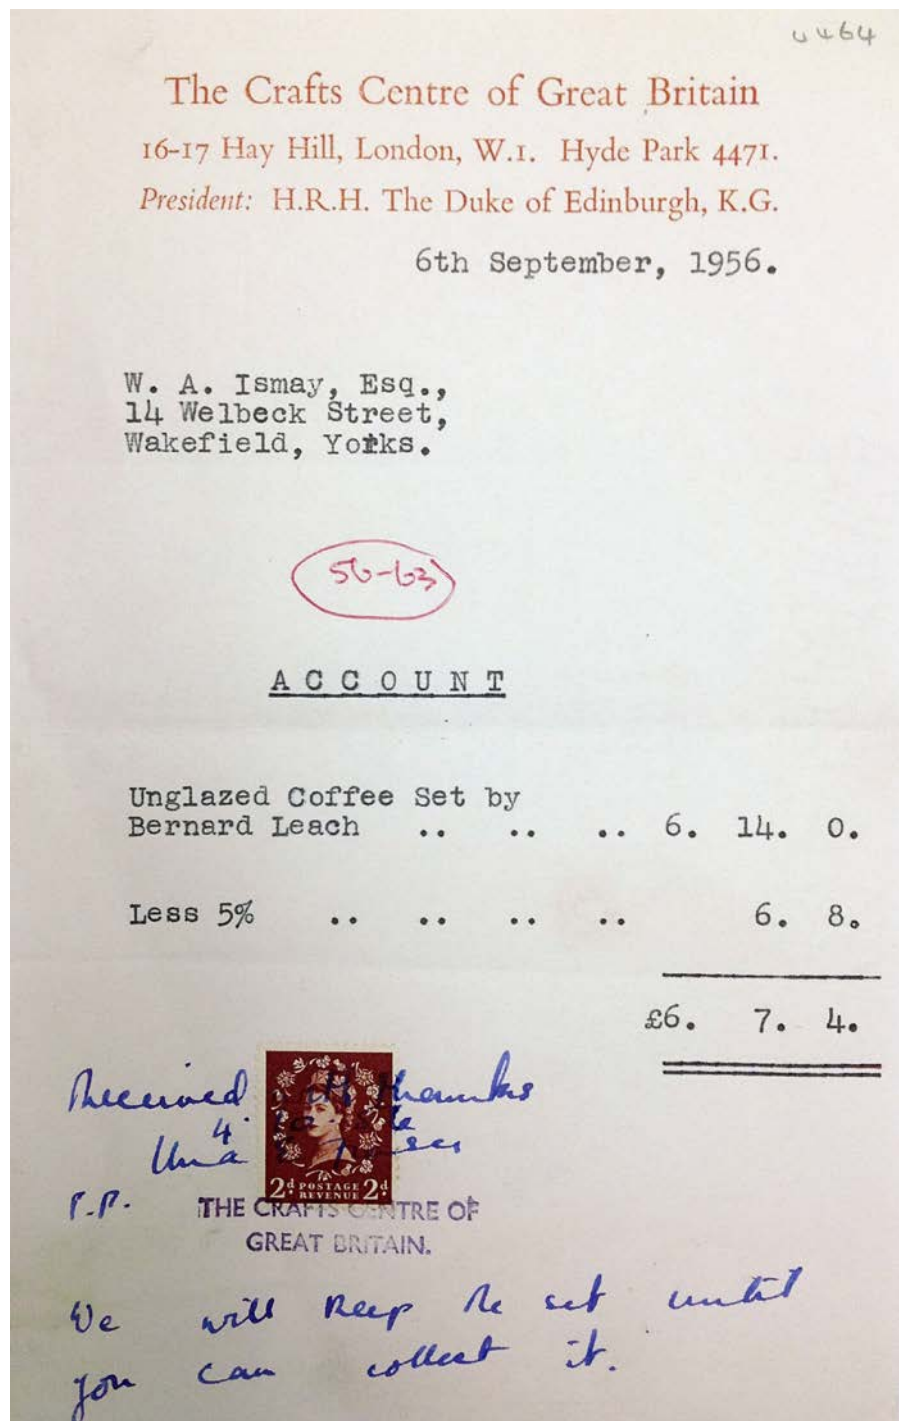 4464
The Crafts Centre of Great Britain
16-17 Hay Hill, London, W.1. Hyde Park 4471.
President: H.R.H. The Duke of Edinburgh, K.G.
6th September, 1956.
W. A. Ismay, Esq.,
14 Welbeck Street,
Wakefield, Yorks.
56-63
ACCOUNT
Unglazed Coffee Set by
Bernard Leach .. .. .. 6. 14. 0.
Less 5% .. .. .. .. 6. 8.
£6. 7. 4.
Received with thanks
4.
Una
2d POSTAGE REVENUE 2d
P.P. THE CRAFTS CENTRE OF
GREAT BRITAIN.
We will keep the set until
you can collect it.